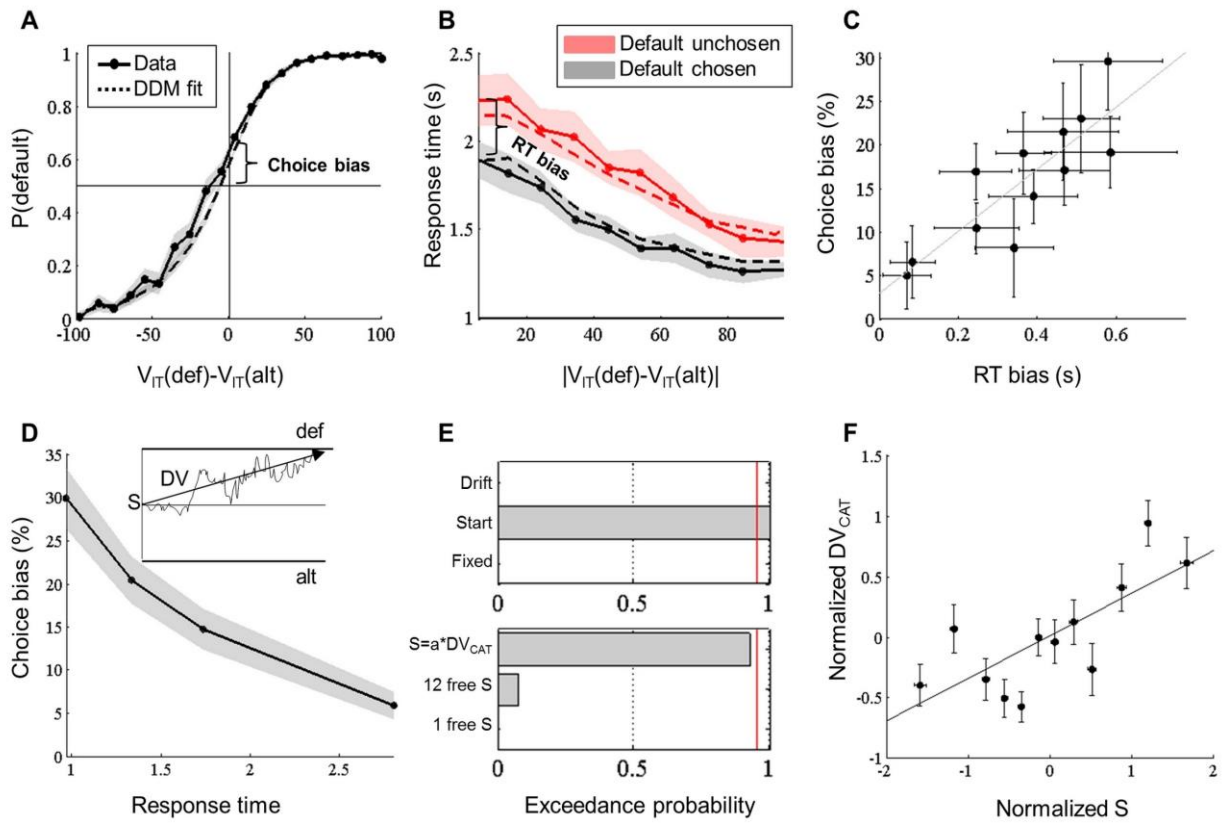 A
Data
DDM fit
Choice bias
P(default)
1
0.8
0.6
0.4
0.2
0
-100
-50
0
50
100
V_IT(def)-V_IT(alt)
B
Default unchosen
Default chosen
RT bias
Response time (s)
2.5
2
1.5
1
20
40
60
80
|V_IT(def)-V_IT(alt)|
C
Choice bias (%)
30
25
20
15
10
5
0
0
0.2
0.4
0.6
RT bias (s)
D
def
DV
S
alt
Choice bias (%)
35
30
25
20
15
10
5
0
1
1.5
2
2.5
Response time
E
Drift
Start
Fixed
0
0.5
1
S=a*DV_CAT
12 free S
1 free S
0
0.5
1
Exceedance probability
F
Normalized DV_CAT
1
0.5
0
-0.5
-1
-2
-1
0
1
2
Normalized S